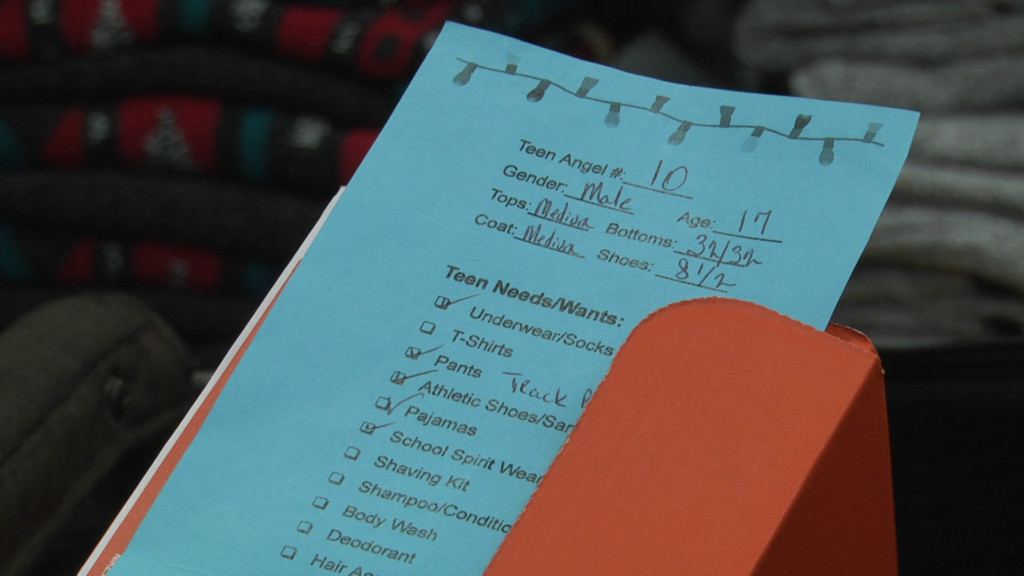 Teen Angel #: 10
Gender: Male Age: 17
Tops: Medium Bottoms: 32/32
Coat: Medium Shoes: 8 1/2
Teen Needs/Wants:
Underwear/Socks
T-Shirts
Pants Track
Athletic Shoes/San
Pajamas
School Spirit Wear
Shaving Kit
Shampoo/Conditio
Body Wash
Deodorant
Hair